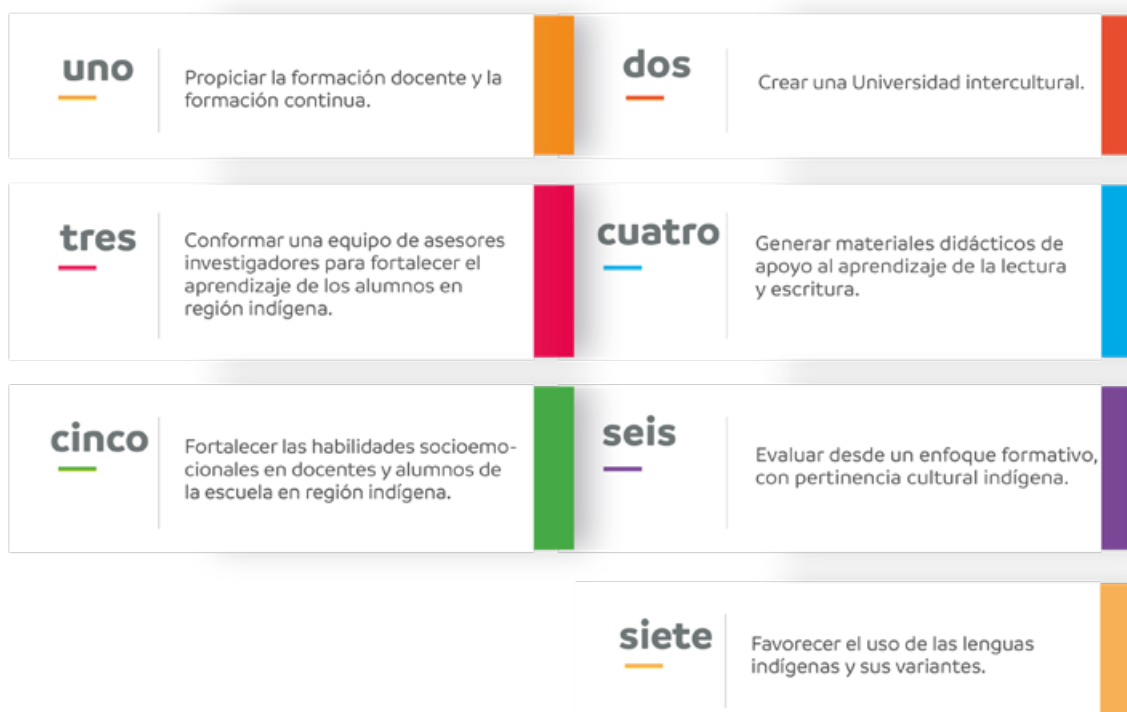 uno
Propiciar la formación docente y la
formación continua.
dos
Crear una Universidad intercultural.
tres
Conformar una equipo de asesores
investigadores para fortalecer el
aprendizaje de los alumnos en
región indígena.
cuatro
Generar materiales didácticos de
apoyo al aprendizaje de la lectura
y escritura.
cinco
Fortalecer las habilidades socioemo-
cionales en docentes y alumnos de
la escuela en región indígena.
seis
Evaluar desde un enfoque formativo,
con pertinencia cultural indígena.
siete
Favorecer el uso de las lenguas
indígenas y sus variantes.